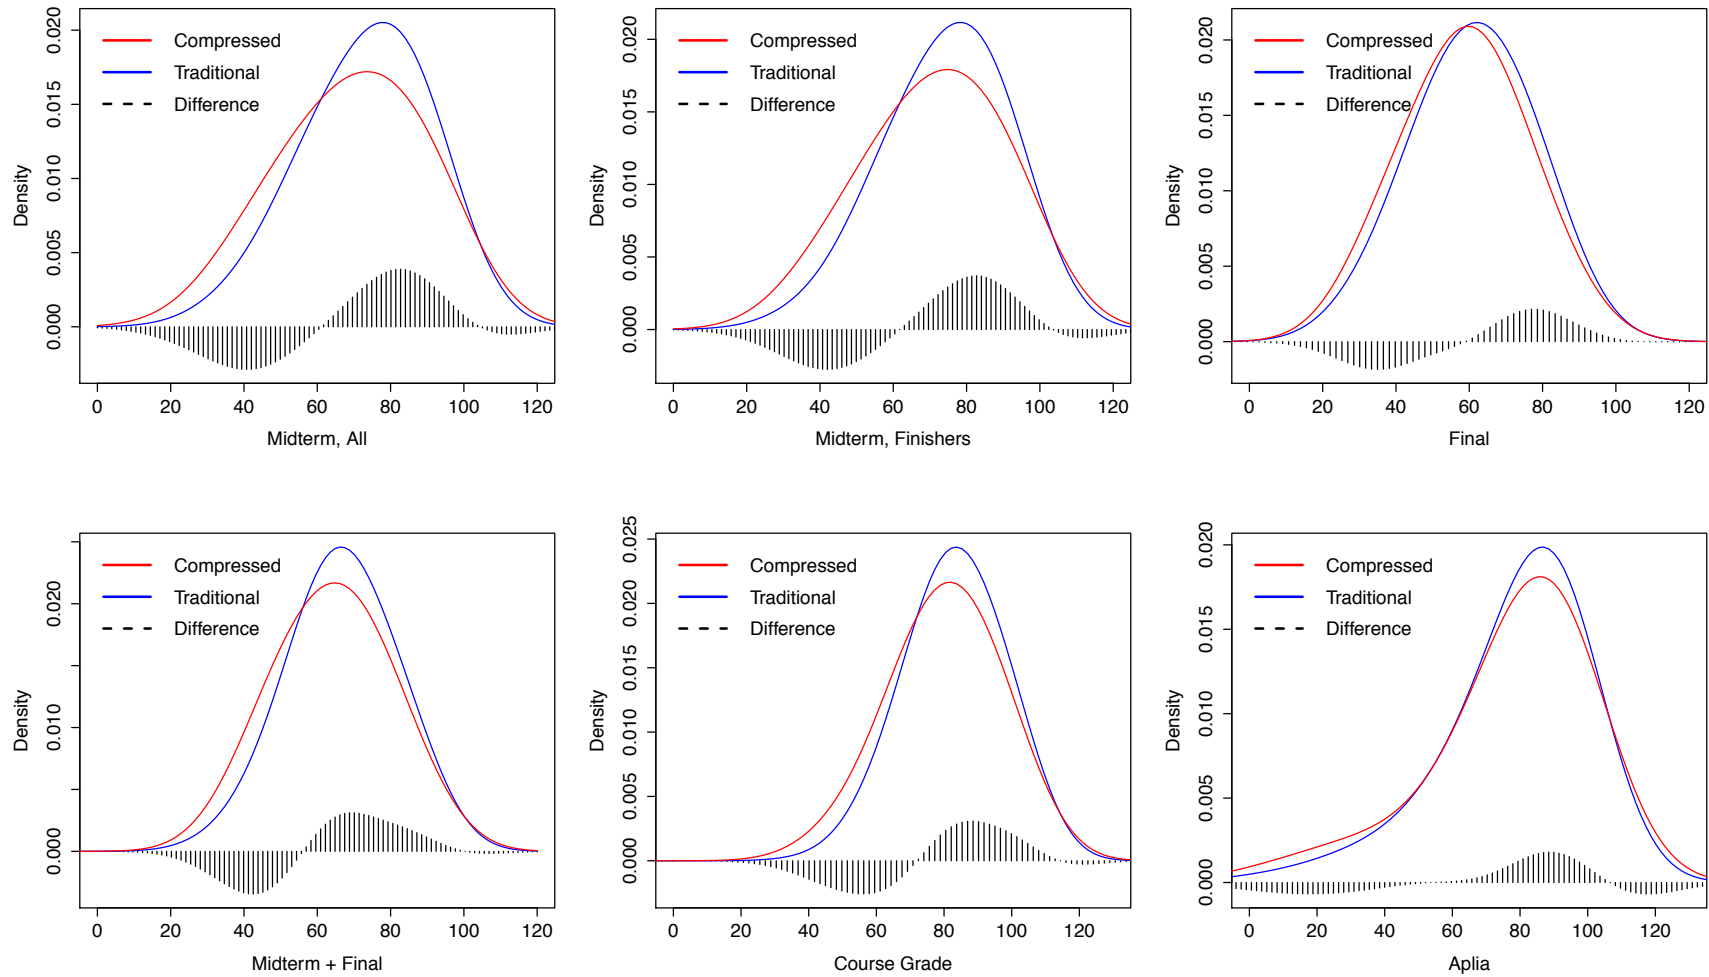 Compressed
Traditional
Difference
Density
0.000
0.005
0.010
0.015
0.020
0 20 40 60 80 100 120
Midterm, All
Compressed
Traditional
Difference
Density
0.000
0.005
0.010
0.015
0.020
0 20 40 60 80 100 120
Midterm, Finishers
Compressed
Traditional
Difference
Density
0.000
0.005
0.010
0.015
0.020
0 20 40 60 80 100 120
Final
Compressed
Traditional
Difference
Density
0.000
0.010
0.020
0 20 40 60 80 100 120
Midterm + Final
Compressed
Traditional
Difference
Density
0.000
0.005
0.010
0.015
0.020
0.025
0 20 40 60 80 100 120
Course Grade
Compressed
Traditional
Difference
Density
0.000
0.005
0.010
0.015
0.020
0 20 40 60 80 100 120
Aplia